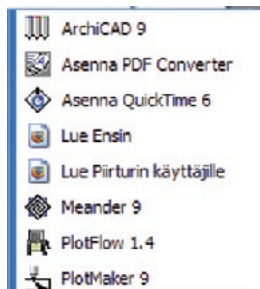 ArchiCAD 9
Asenna PDF Converter
Asenna QuickTime 6
Lue Ensin
Lue Piirturin käyttäjille
Meander 9
PlotFlow 1.4
PlotMaker 9